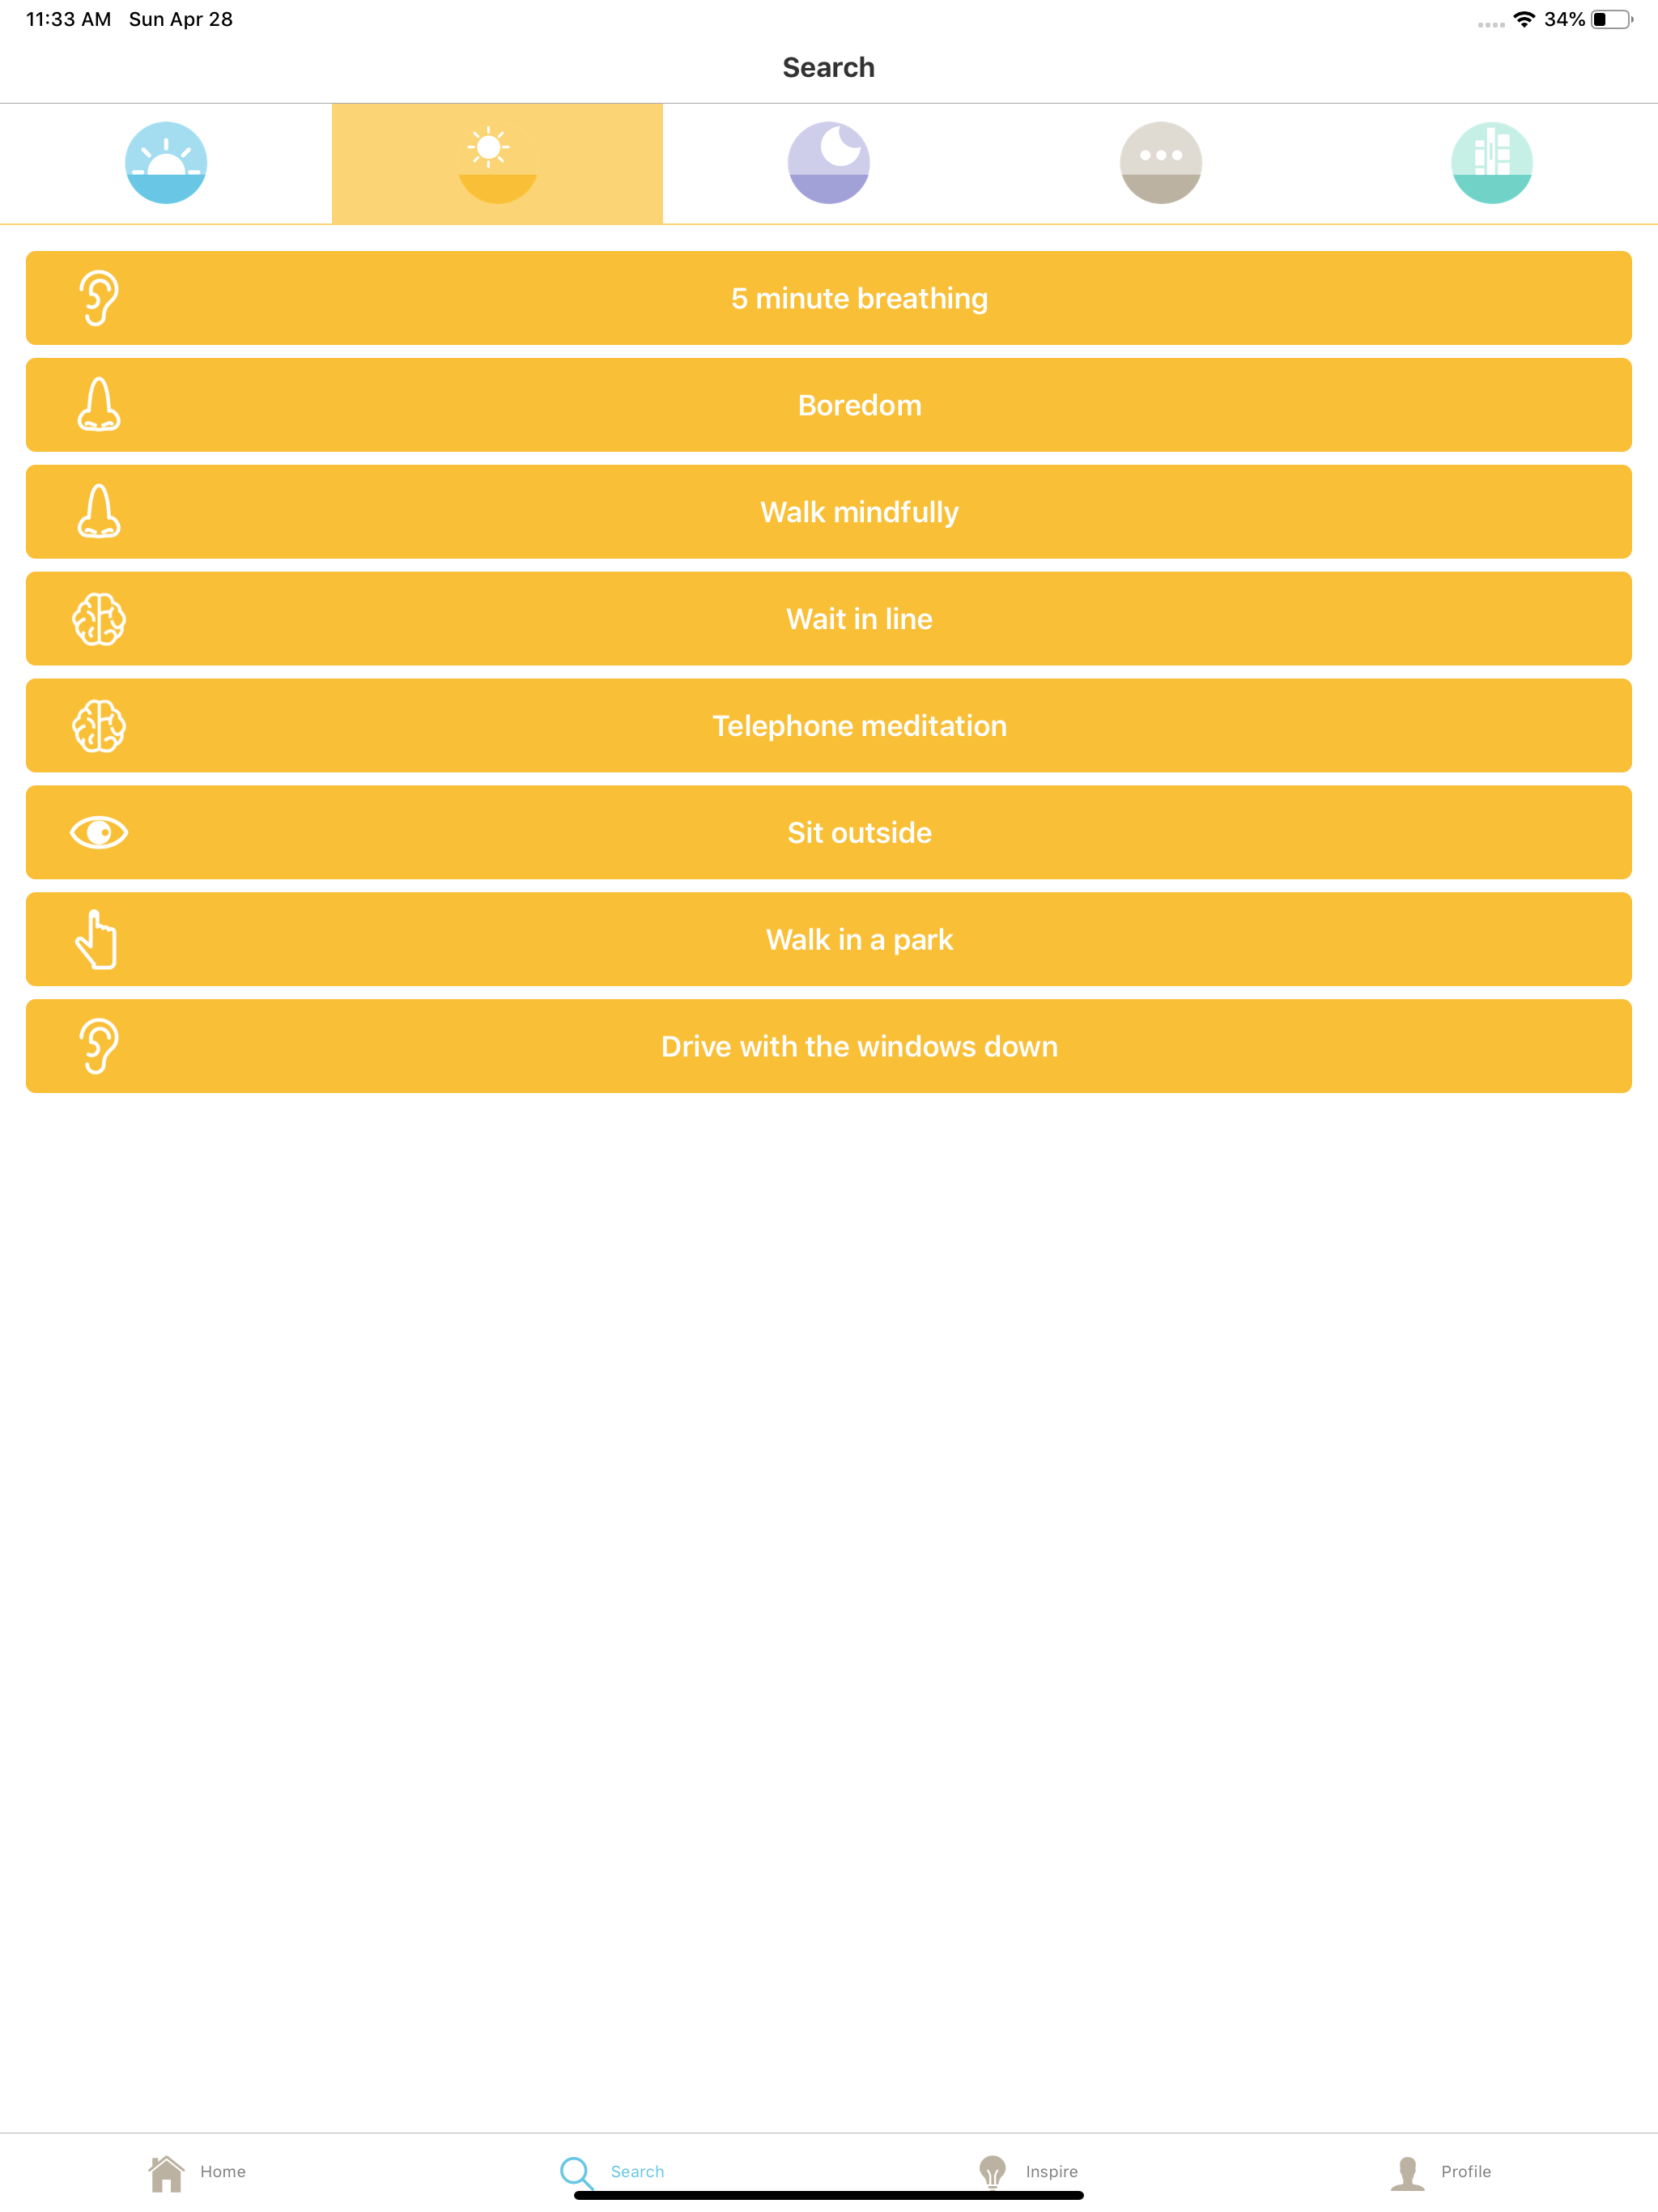 11:33 AM Sun Apr 28
34%
Search
5 minute breathing
Boredom
Walk mindfully
Wait in line
Telephone meditation
Sit outside
Walk in a park
Drive with the windows down
Home
Search
Inspire
Profile